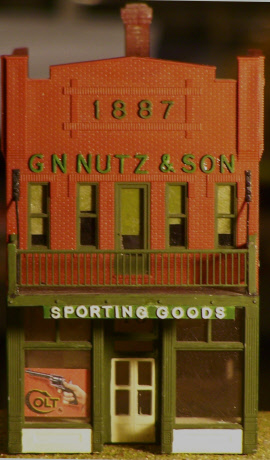 1887
G N NUTZ & SON
SPORTING GOODS
COLT